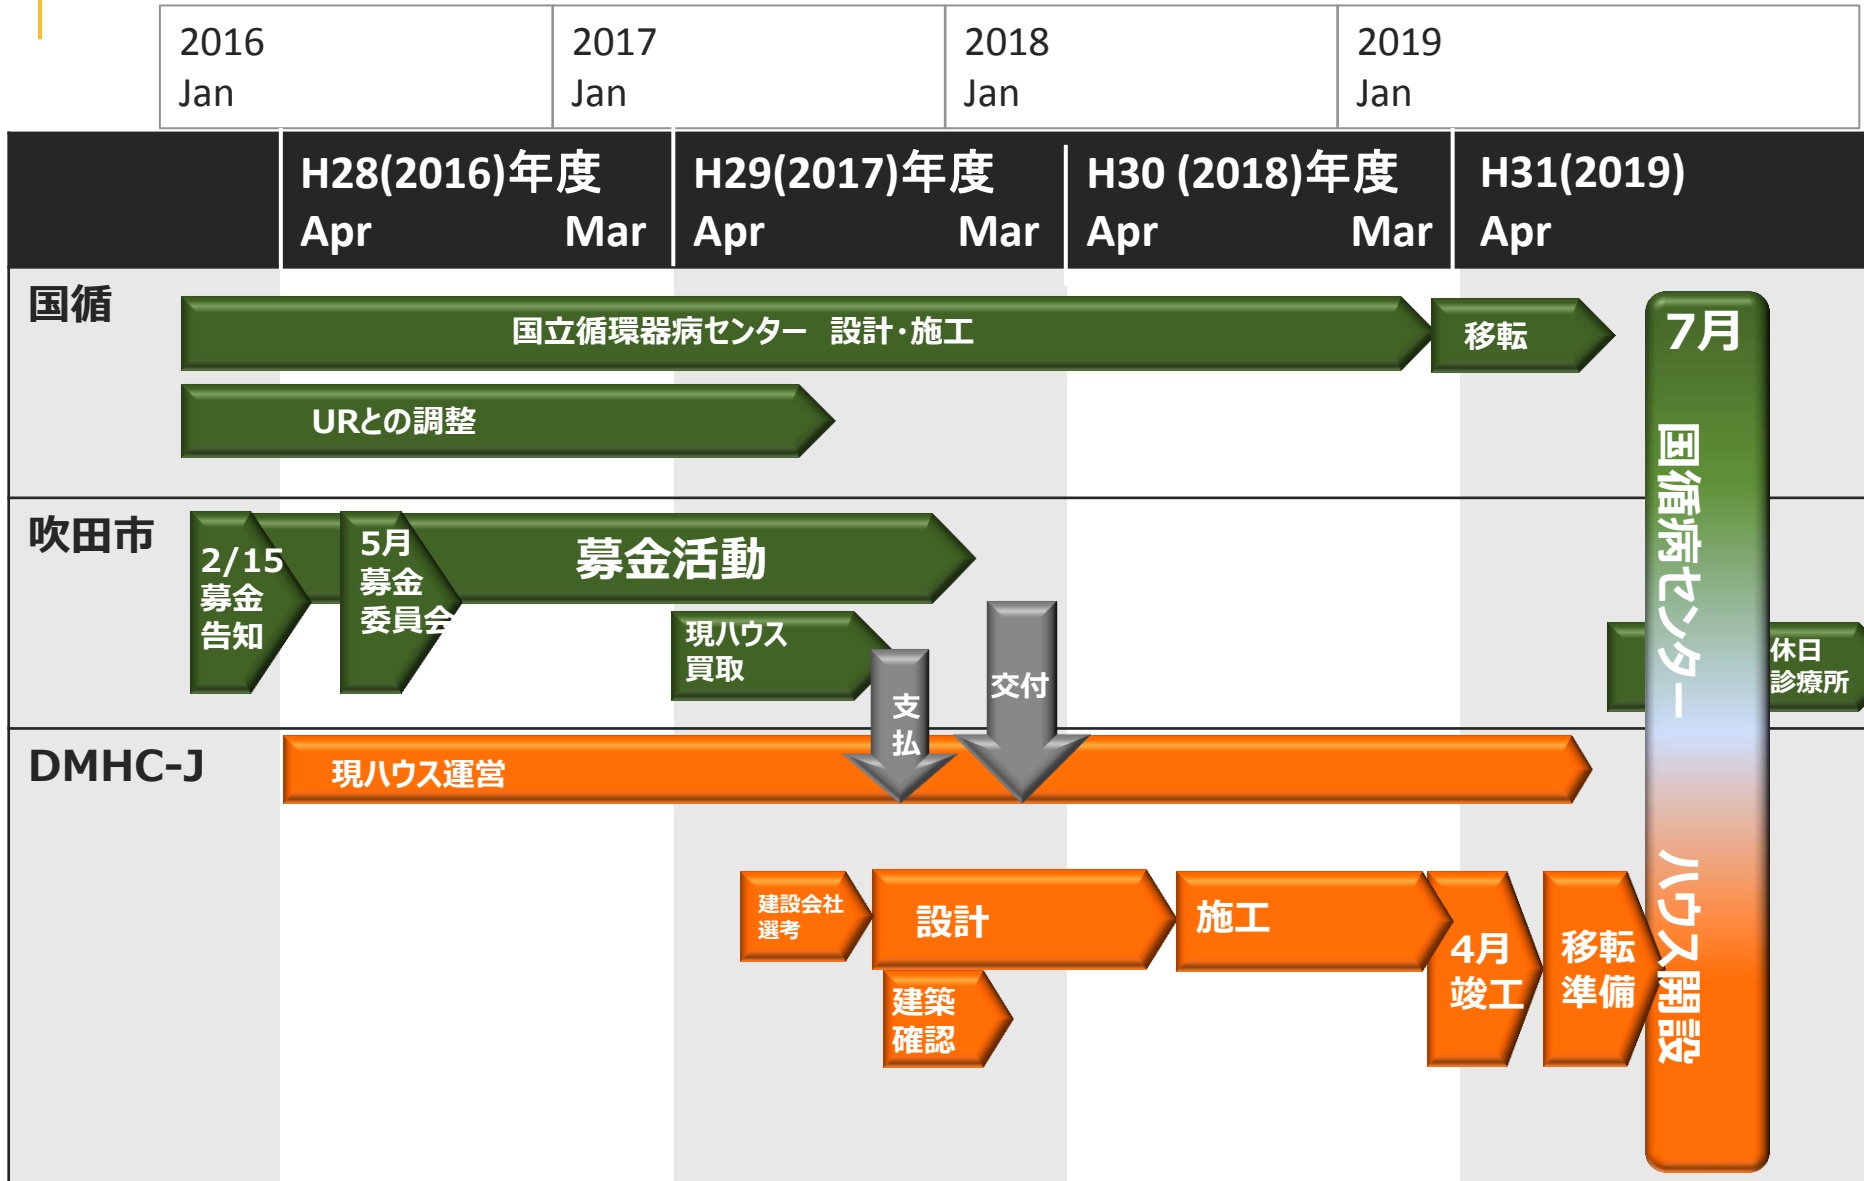 2016
Jan
2017
Jan
2018
Jan
2019
Jan
H28(2016)年度
Apr Mar
H29(2017)年度
Apr Mar
H30 (2018)年度
Apr Mar
H31(2019)
Apr
国循
国立循環器病センター 設計・施工
移転
URとの調整
7月
国循病センター ハウス開設
吹田市
2/15
募金
告知
5月
募金
委員会
募金活動
現ハウス
買取
支
払
交付
休日
診療所
DMHC-J
現ハウス運営
建設会社
選考
設計
建築
確認
施工
4月
竣工
移転
準備